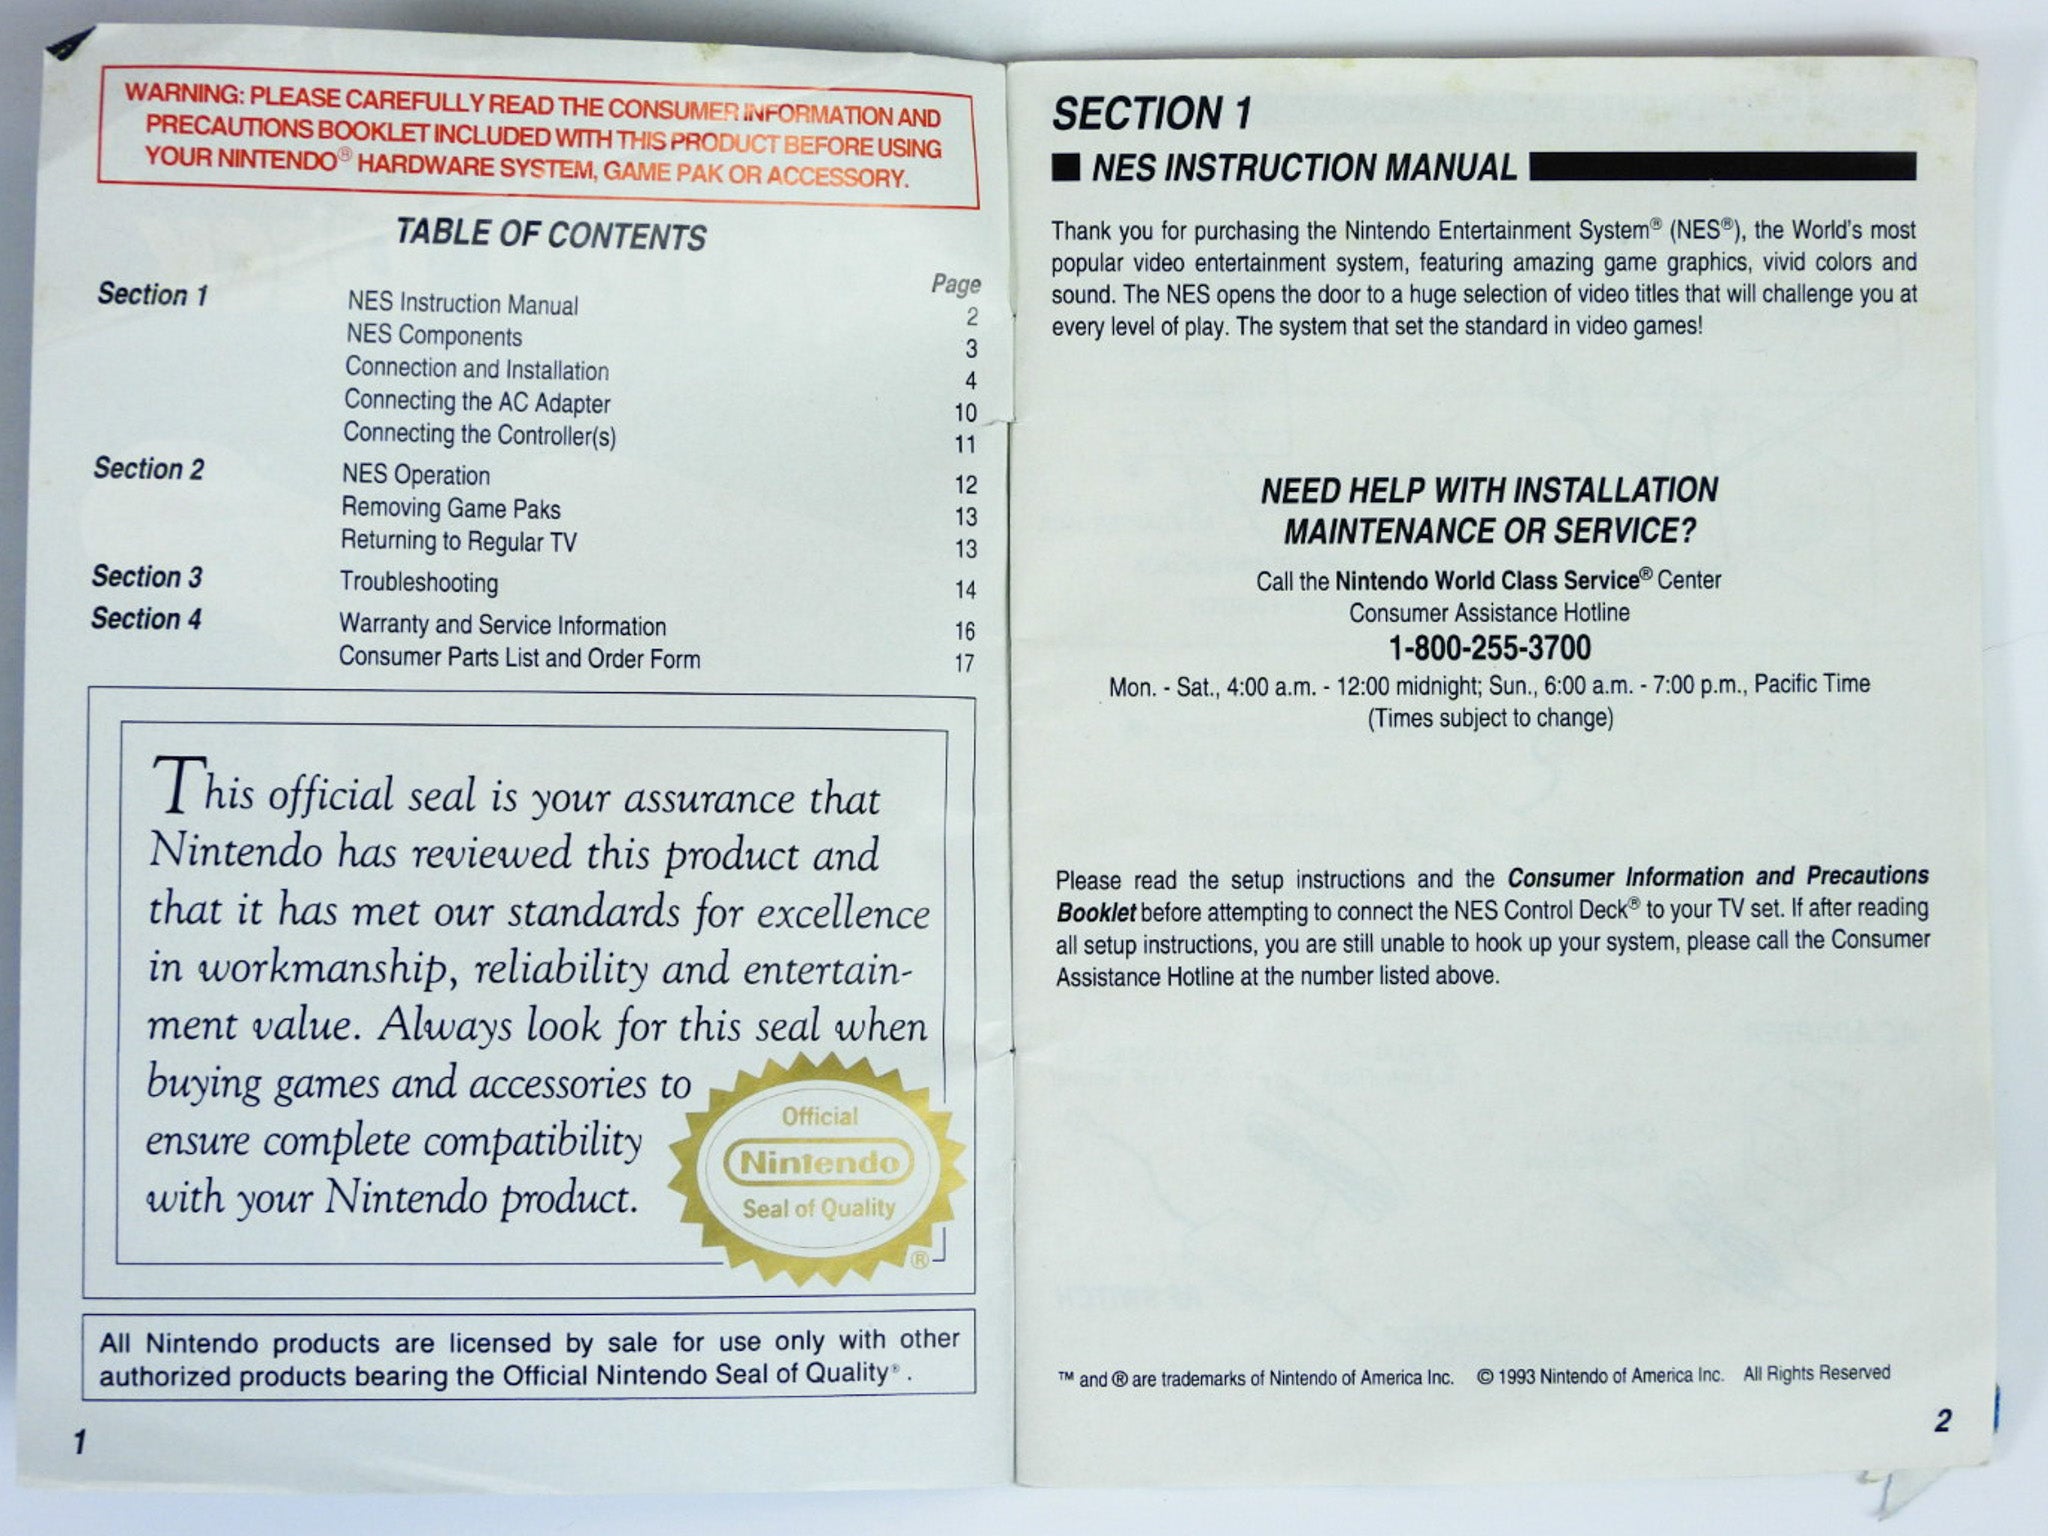 WARNING: PLEASE CAREFULLY READ THE CONSUMER INFORMATION AND
PRECAUTIONS BOOKLET INCLUDED WITH THIS PRODUCT BEFORE USING
YOUR NINTENDO® HARDWARE SYSTEM, GAME PAK OR ACCESSORY.
TABLE OF CONTENTS
Page
Section 1 NES Instruction Manual 2
NES Components 3
Connection and Installation 4
Connecting the AC Adapter 10
Connecting the Controller(s) 11
Section 2 NES Operation 12
Removing Game Paks 13
Returning to Regular TV 13
Section 3 Troubleshooting 14
Section 4 Warranty and Service Information 16
Consumer Parts List and Order Form 17
This official seal is your assurance that
Nintendo has reviewed this product and
that it has met our standards for excellence
in workmanship, reliability and entertain-
ment value. Always look for this seal when
buying games and accessories to
ensure complete compatibility
with your Nintendo product.
Official
Nintendo
Seal of Quality
®
All Nintendo products are licensed by sale for use only with other
authorized products bearing the Official Nintendo Seal of Quality®.
1
SECTION 1
■ NES INSTRUCTION MANUAL
Thank you for purchasing the Nintendo Entertainment System® (NES®), the World's most
popular video entertainment system, featuring amazing game graphics, vivid colors and
sound. The NES opens the door to a huge selection of video titles that will challenge you at
every level of play. The system that set the standard in video games!
NEED HELP WITH INSTALLATION
MAINTENANCE OR SERVICE?
Call the Nintendo World Class Service® Center
Consumer Assistance Hotline
1-800-255-3700
Mon. - Sat., 4:00 a.m. - 12:00 midnight; Sun., 6:00 a.m. - 7:00 p.m., Pacific Time
(Times subject to change)
Please read the setup instructions and the Consumer Information and Precautions
Booklet before attempting to connect the NES Control Deck® to your TV set. If after reading
all setup instructions, you are still unable to hook up your system, please call the Consumer
Assistance Hotline at the number listed above.
™ and ® are trademarks of Nintendo of America Inc. © 1993 Nintendo of America Inc. All Rights Reserved
2